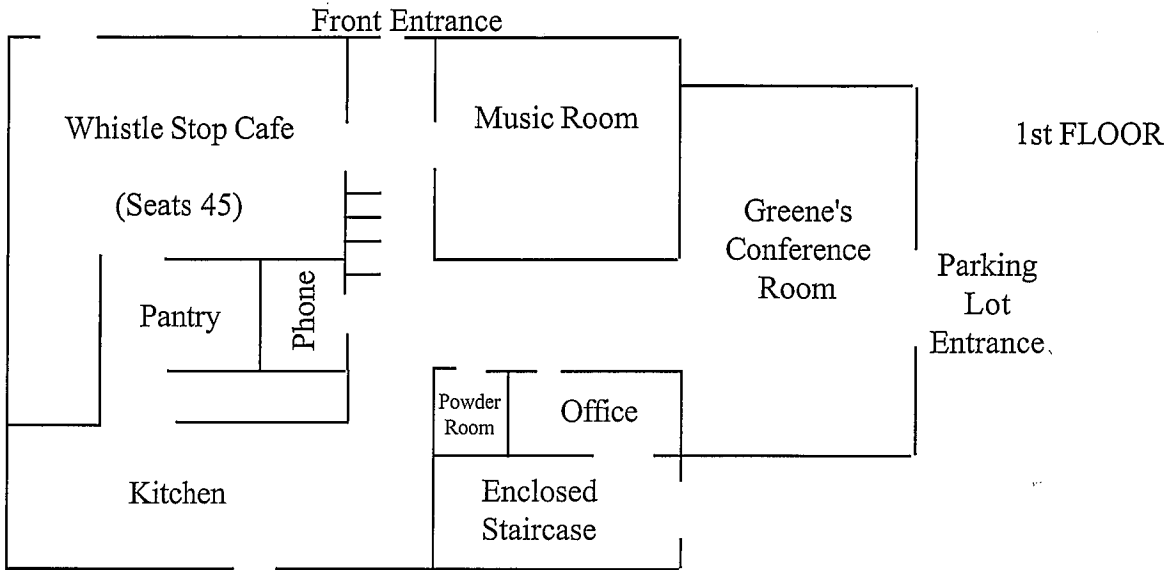 Front Entrance
Whistle Stop Cafe
(Seats 45)
Music Room
1st FLOOR
Greene's
Conference
Room
Parking
Lot
Entrance
Pantry
Phone
Powder
Room
Office
Kitchen
Enclosed
Staircase